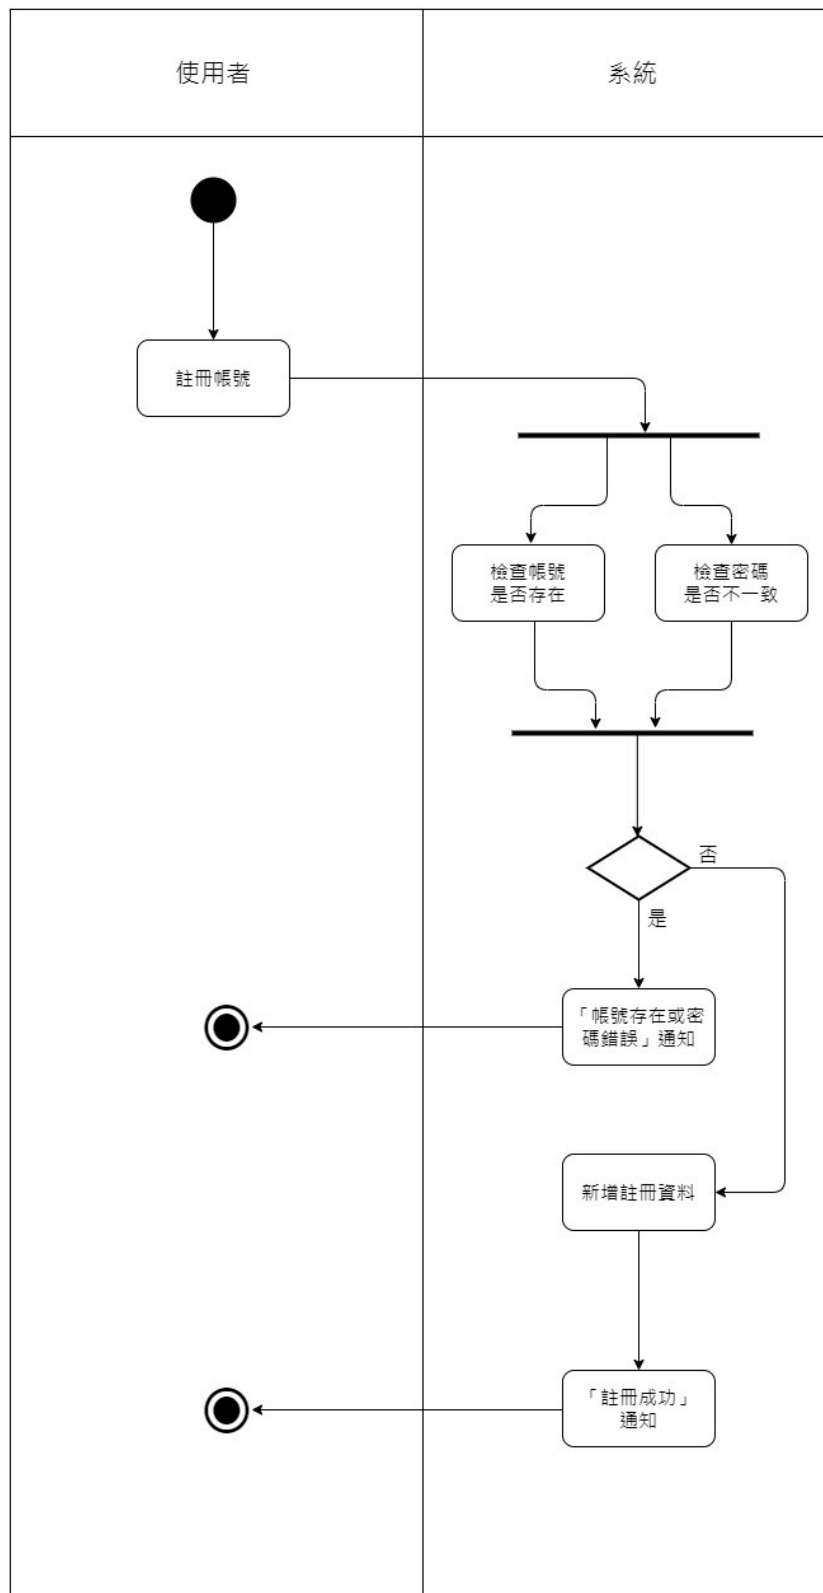 使用者
系統
註冊帳號
檢查帳號
是否存在
檢查密碼
是否不一致
否
是
「帳號存在或密
碼錯誤」通知
新增註冊資料
「註冊成功」
通知